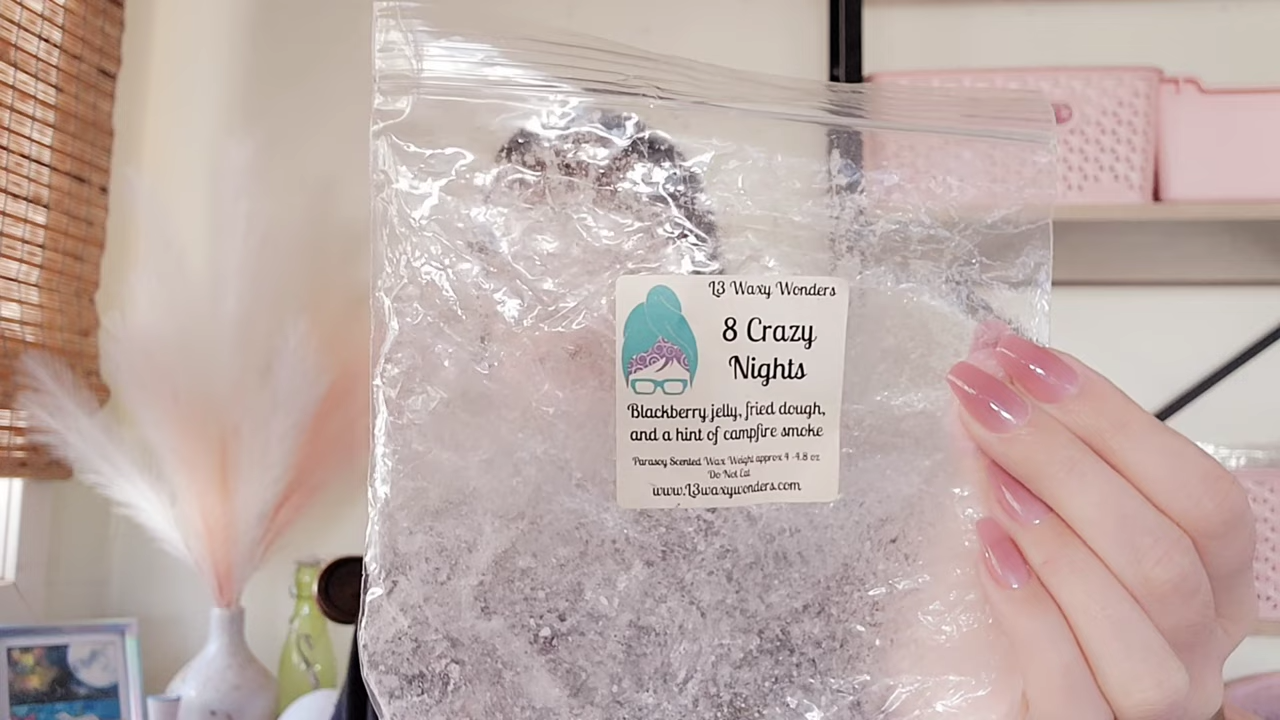 L3 Waxy Wonders
8 Crazy
Nights
Blackberry jelly, fried dough,
and a hint of campfire smoke
Parasoy Scented Wax Weight approx 4 -4.8 oz
Do Not Eat
www.L3waxywonders.com